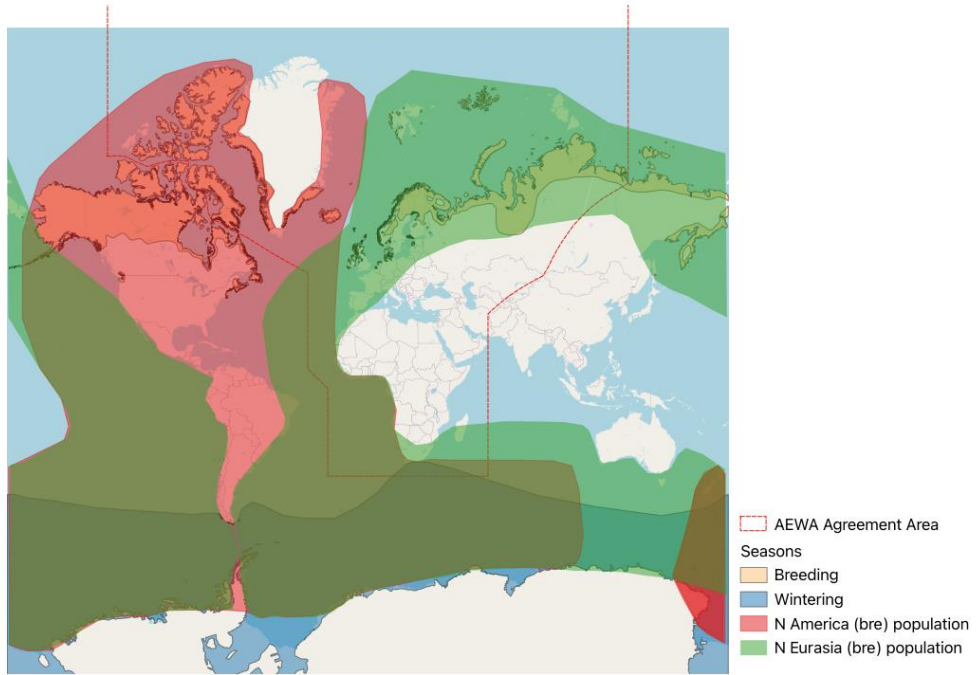 AEWA Agreement Area
Seasons
Breeding
Wintering
N America (bre) population
N Eurasia (bre) population